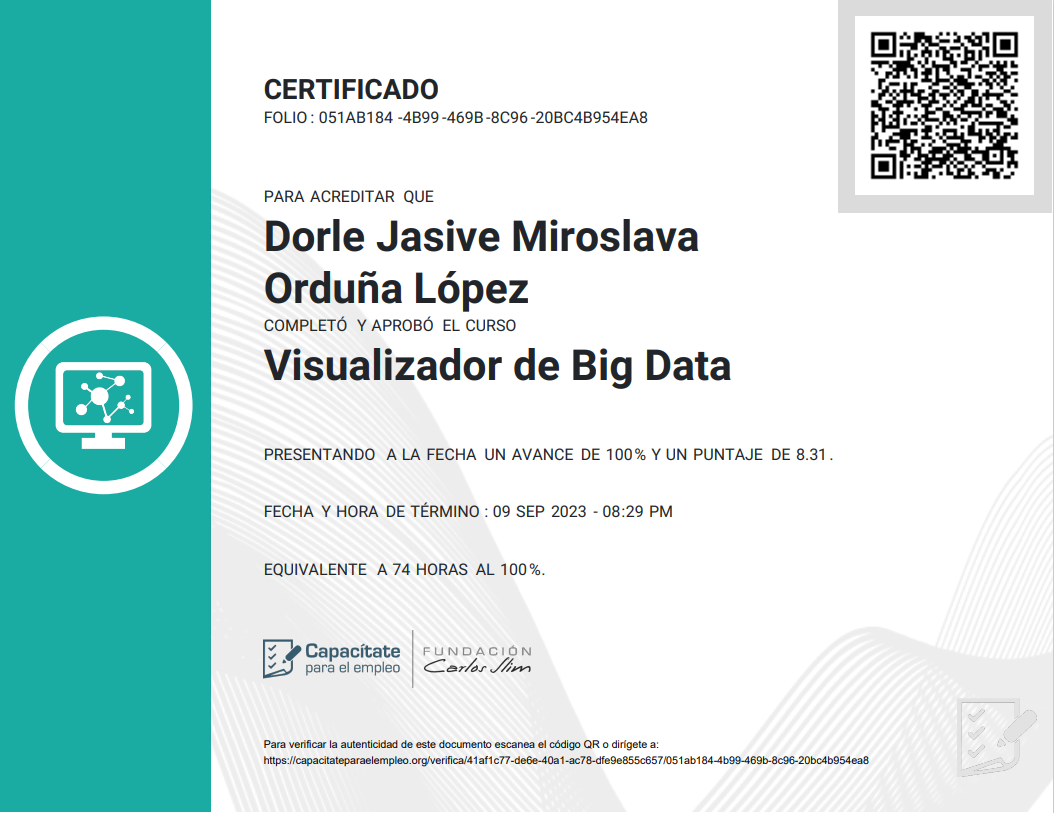 CERTIFICADO
FOLIO : 051AB184 -4B99 -469B -8C96 -20BC4B954EA8
PARA ACREDITAR QUE
Dorle Jasive Miroslava
Orduña López
COMPLETÓ Y APROBÓ EL CURSO
Visualizador de Big Data
PRESENTANDO A LA FECHA UN AVANCE DE 100% Y UN PUNTAJE DE 8.31.
FECHA Y HORA DE TÉRMINO : 09 SEP 2023 - 08:29 PM
EQUIVALENTE A 74 HORAS AL 100%.
Capacítate
para el empleo
FUNDACIÓN
Carlos Slim
Para verificar la autenticidad de este documento escanea el código QR o dirígete a:
https://capacitateparaelempleo.org/verifica/41af1c77-de6e-40a1-ac78-dfe9e855c657/051ab184-4b99-469b-8c96-20bc4b954ea8